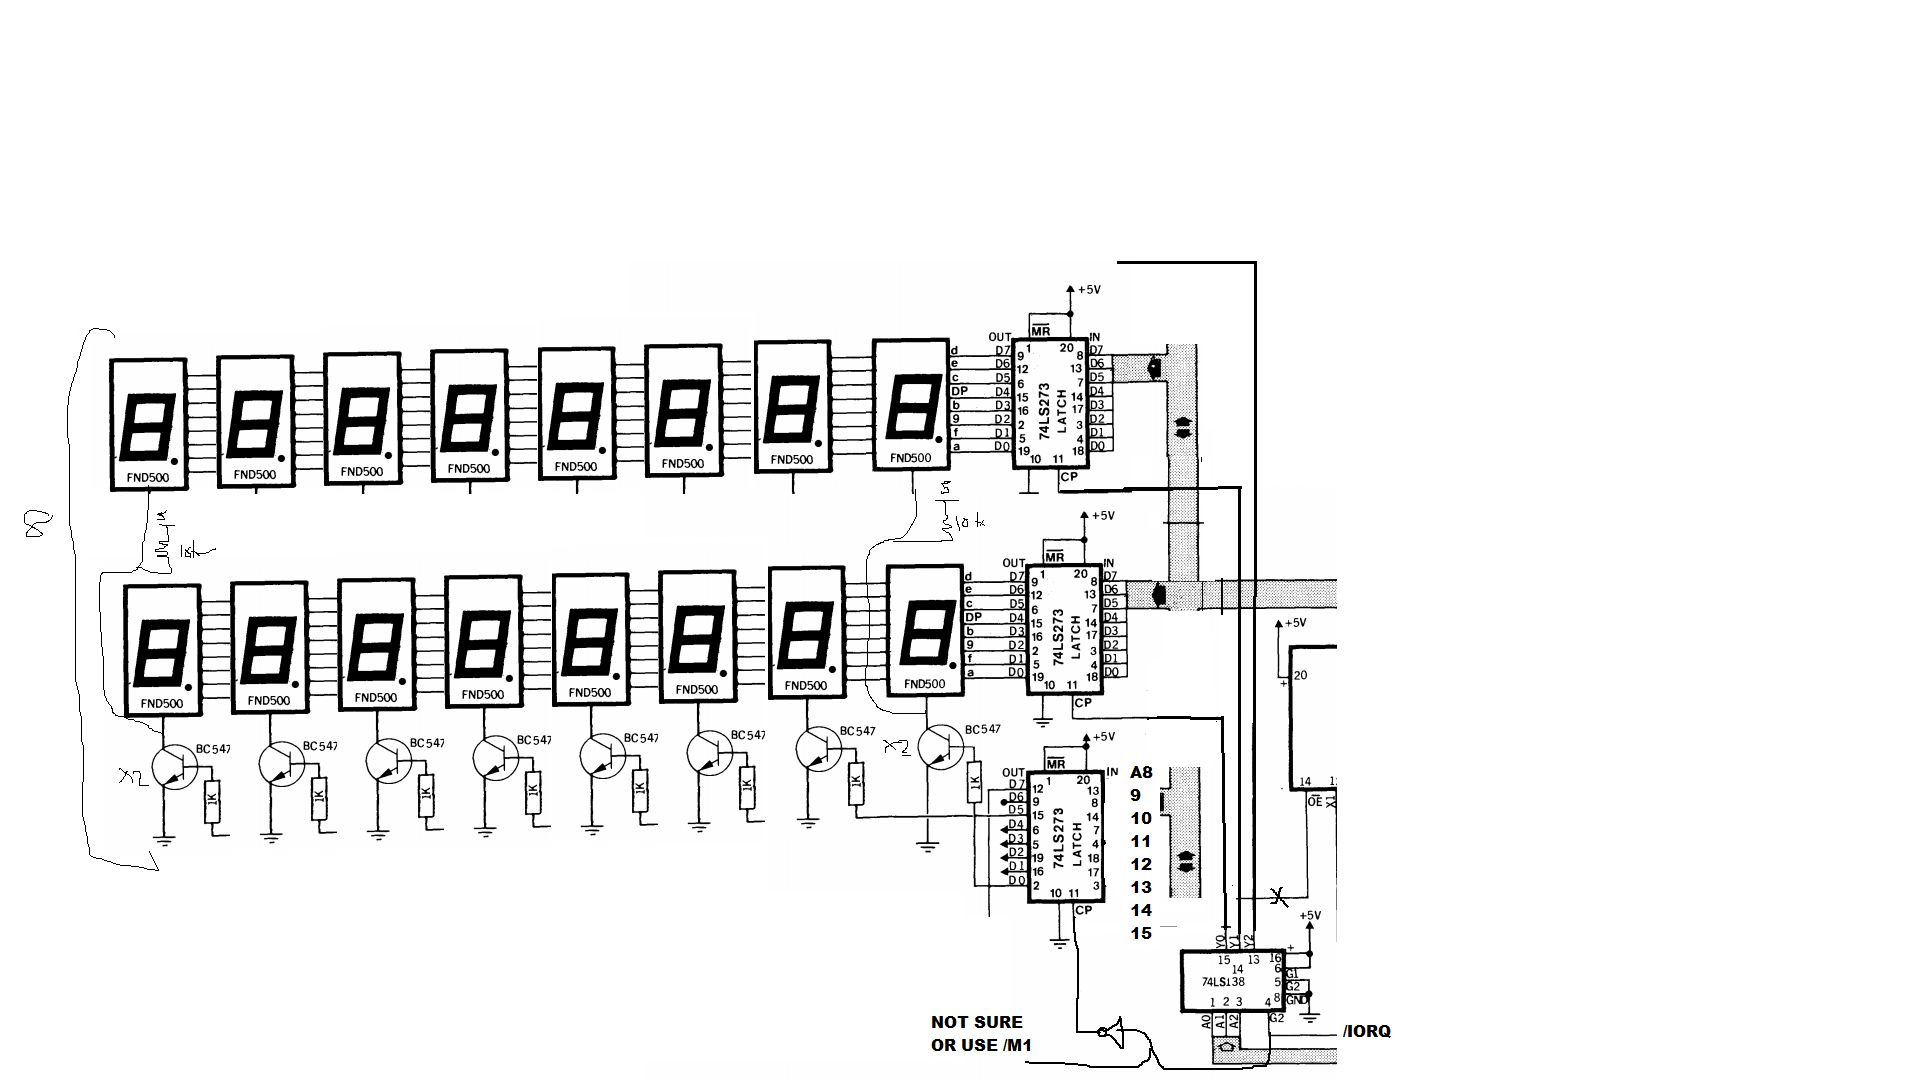 +5V
OUT MR IN
1 20
d D7 9 8 D7
e D6 12 13 D6
c D5 6 7 D5
DP D4 15 14 D4
b D3 16 17 D3
g D2 2 3 D2
f D1 5 4 D1
a D0 19 18 D0
74LS273
LATCH
10 11
CP
FND500 FND500 FND500 FND500 FND500 FND500 FND500 FND500
8
10k
+5V
OUT MR IN
1 20
d D7 9 8 D7
e D6 12 13 D6
c D5 6 7 D5
DP D4 15 14 D4
b D3 16 17 D3
g D2 2 3 D2
f D1 5 4 D1
a D0 19 18 D0
74LS273
LATCH
10 11
CP
FND500 FND500 FND500 FND500 FND500 FND500 FND500 FND500
BC547 BC547 BC547 BC547 BC547 BC547 BC547 BC547
X2 X2
1K 1K 1K 1K 1K 1K 1K 1K
+5V
OUT MR IN
1 20
D7 12 13
D6 9 8
D5 15 14
D4 6 7
D3 5 4
D2 19 18
D1 16 17
D0 2 3
74LS273
LATCH
10 11
CP
A8
9
10
11
12
13
14
15
+5V
20
+
14
OE X1
+5V
Y0 Y1 Y2 +
15 14 13 16
6 G1
5 G2
8 GND
74LS138
1 2 3 4
A0 A1 A2 G2
/IORQ
NOT SURE
OR USE /M1